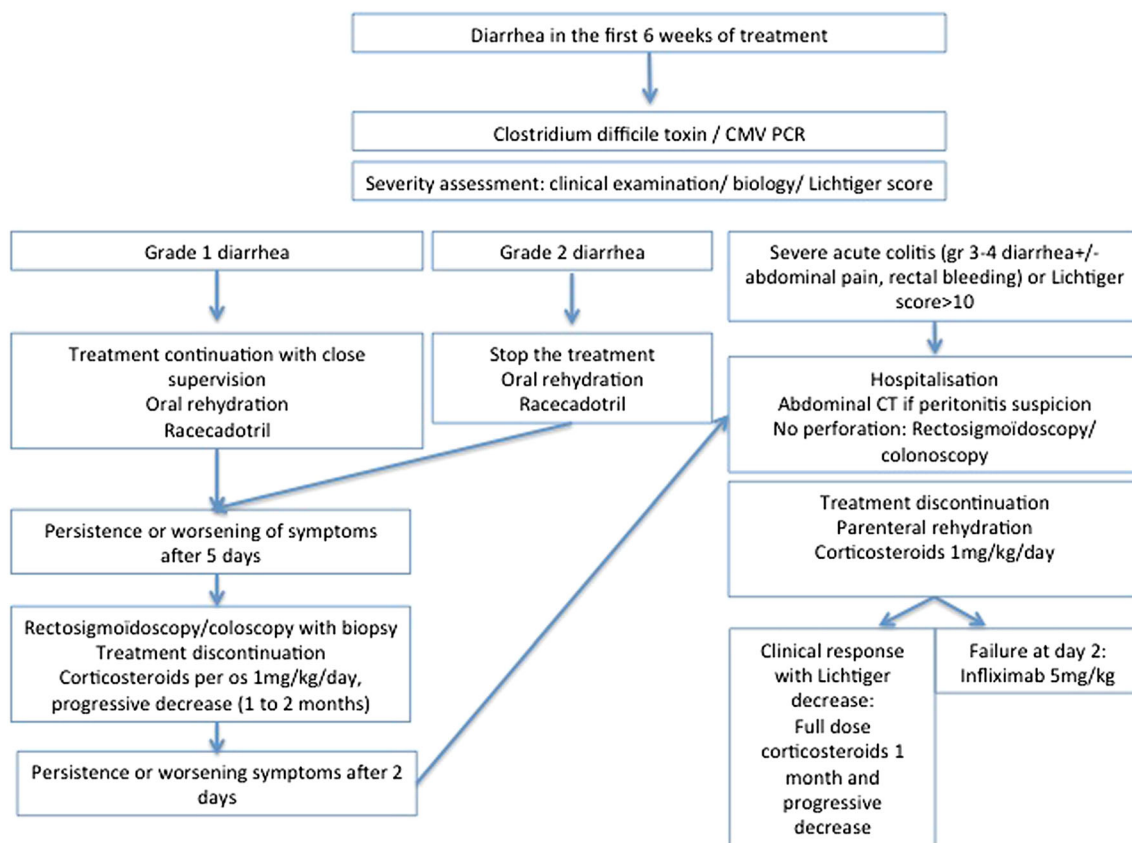 Diarrhea in the first 6 weeks of treatment
Clostridium difficile toxin / CMV PCR
Severity assessment: clinical examination/ biology/ Lichtiger score
Grade 1 diarrhea
Grade 2 diarrhea
Severe acute colitis (gr 3-4 diarrhea+/-
abdominal pain, rectal bleeding) or Lichtiger
score>10
Treatment continuation with close
supervision
Oral rehydration
Racecadotril
Stop the treatment
Oral rehydration
Racecadotril
Hospitalisation
Abdominal CT if peritonitis suspicion
No perforation: Rectosigmoïdoscopy/
colonoscopy
Persistence or worsening of symptoms
after 5 days
Treatment discontinuation
Parenteral rehydration
Corticosteroids 1mg/kg/day
Rectosigmoïdoscopy/coloscopy with biopsy
Treatment discontinuation
Corticosteroids per os 1mg/kg/day,
progressive decrease (1 to 2 months)
Persistence or worsening symptoms after 2
days
Clinical response
with Lichtiger
decrease:
Full dose
corticosteroids 1
month and
progressive
decrease
Failure at day 2:
Infliximab 5mg/kg